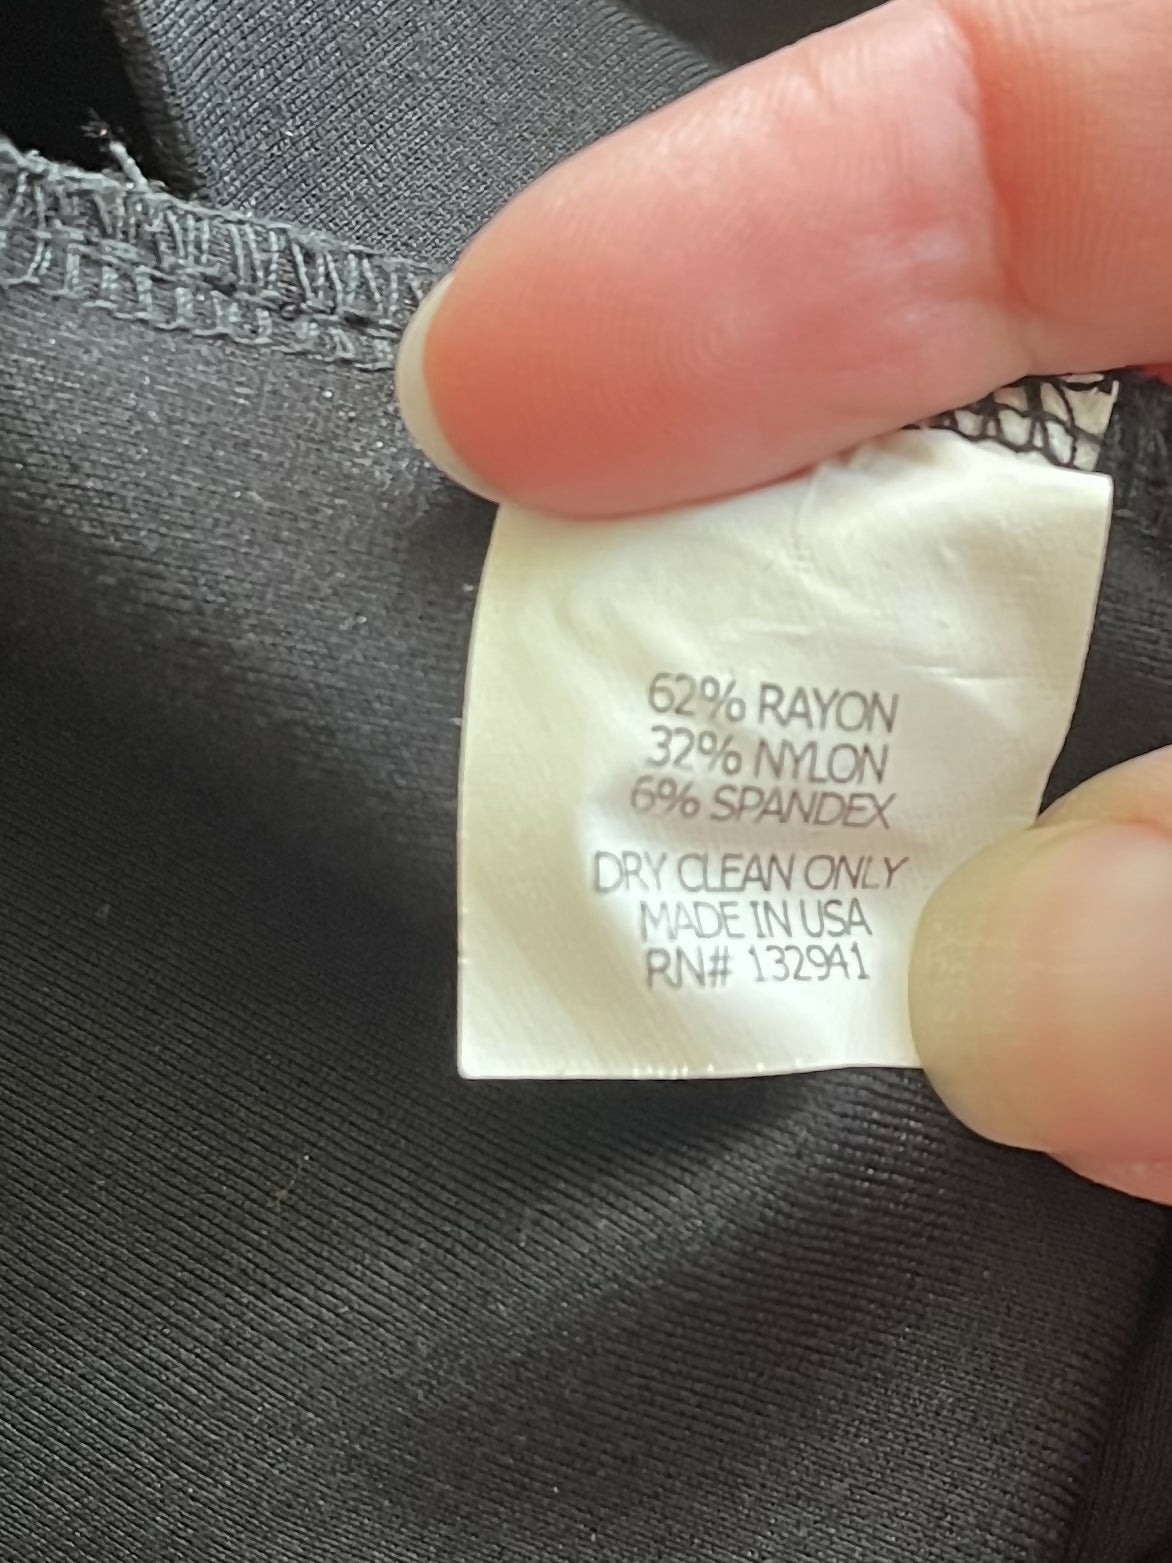 62% RAYON
32% NYLON
6% SPANDEX
DRY CLEAN ONLY
MADE IN USA
RN# 132941